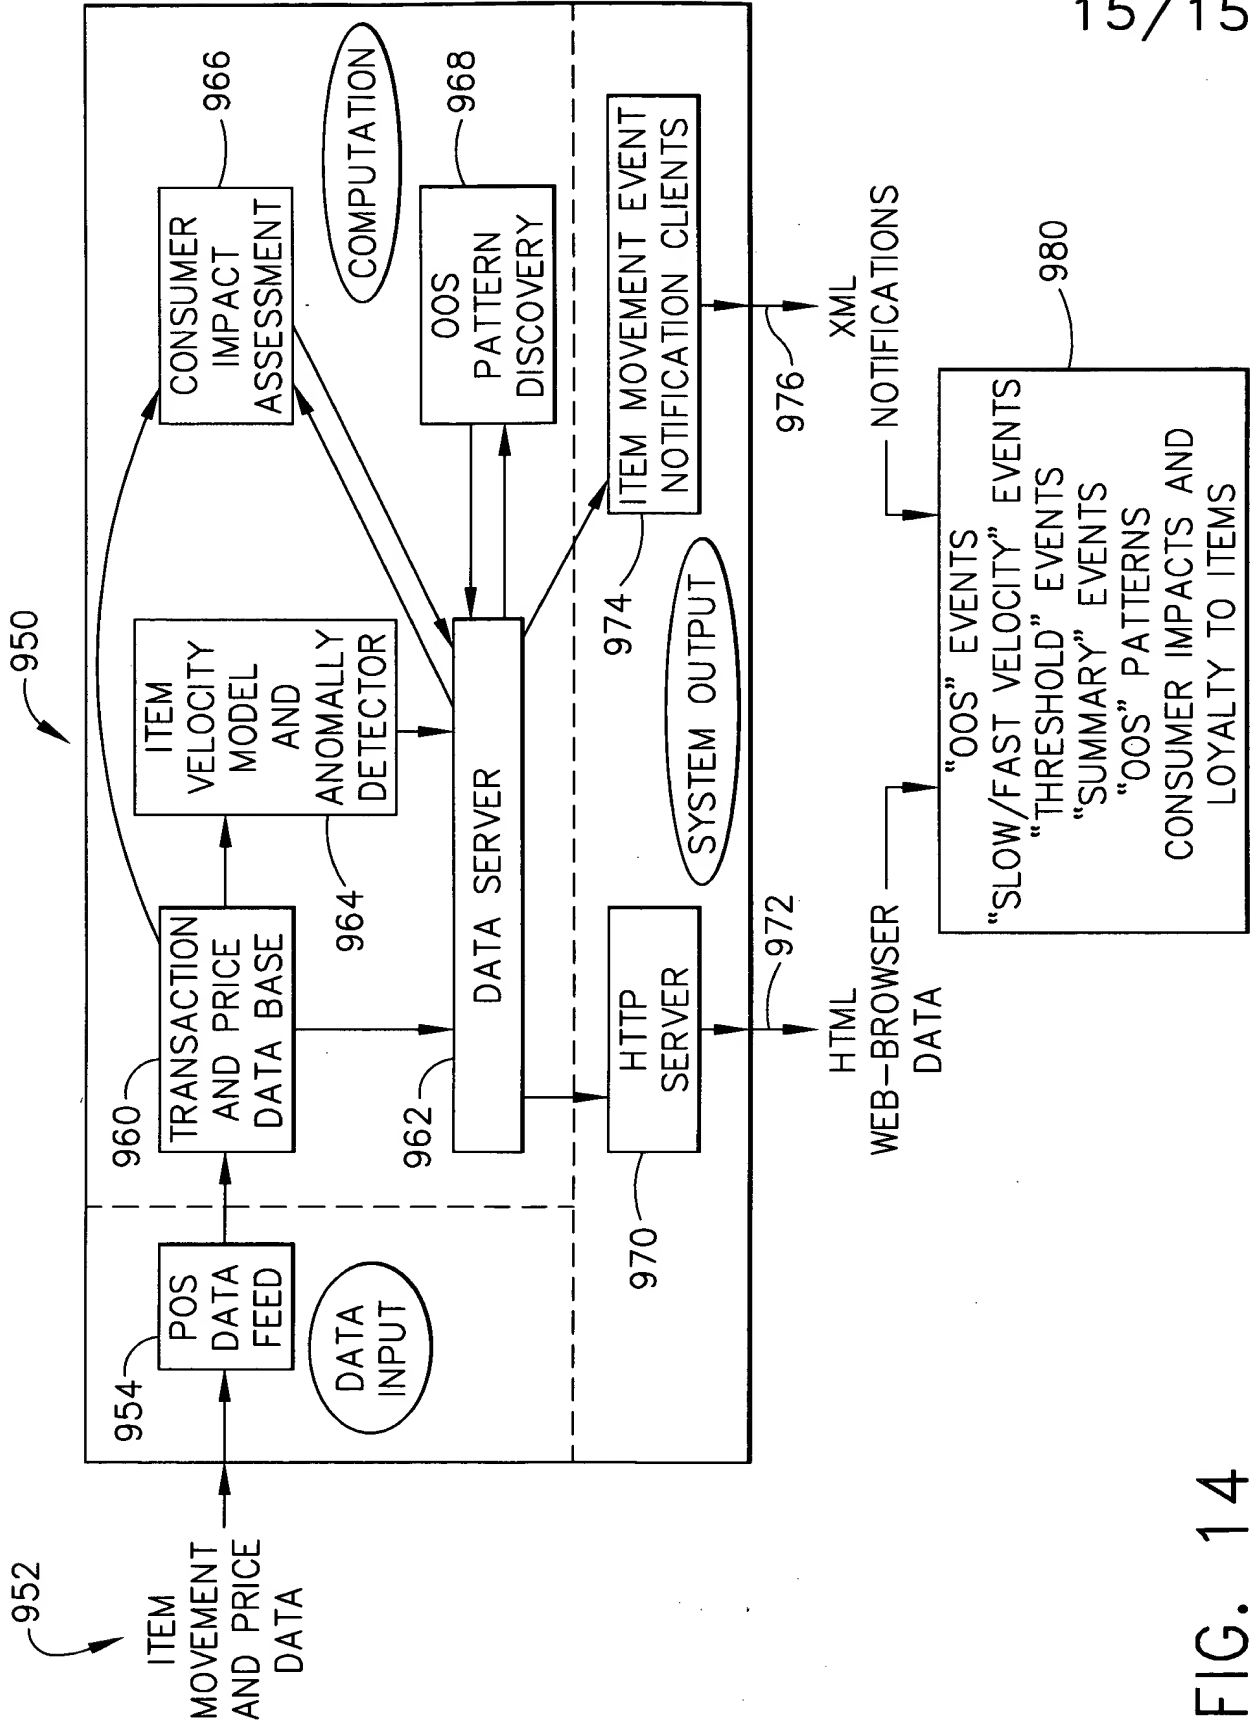 15/15
950
952
ITEM
MOVEMENT
AND PRICE
DATA
954
POS
DATA
FEED
DATA
INPUT
960
TRANSACTION
AND PRICE
DATA BASE
ITEM
VELOCITY
MODEL
AND
ANOMALLY
DETECTOR
964
CONSUMER
IMPACT
ASSESSMENT
966
COMPUTATION
962
DATA SERVER
OOS
PATTERN
DISCOVERY
968
970
HTTP
SERVER
SYSTEM OUTPUT
974
ITEM MOVEMENT EVENT
NOTIFICATION CLIENTS
972
976
HTML
WEB-BROWSER
DATA
XML
NOTIFICATIONS
980
"OOS" EVENTS
"SLOW/FAST VELOCITY" EVENTS
"THRESHOLD" EVENTS
"SUMMARY" EVENTS
"OOS" PATTERNS
CONSUMER IMPACTS AND
LOYALTY TO ITEMS
FIG. 14